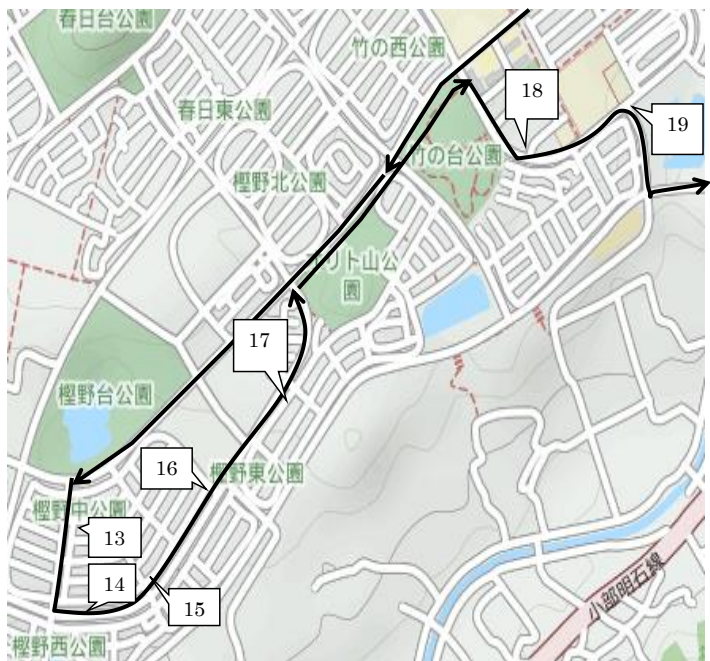 春日台公園
竹の西公園
18
19
春日東公園
竹の台公園
樫野北公園
オリト山公
園
17
樫野台公園
16
樫野東公園
樫野中公園
13
14
15
樫野西公園
小部明石線